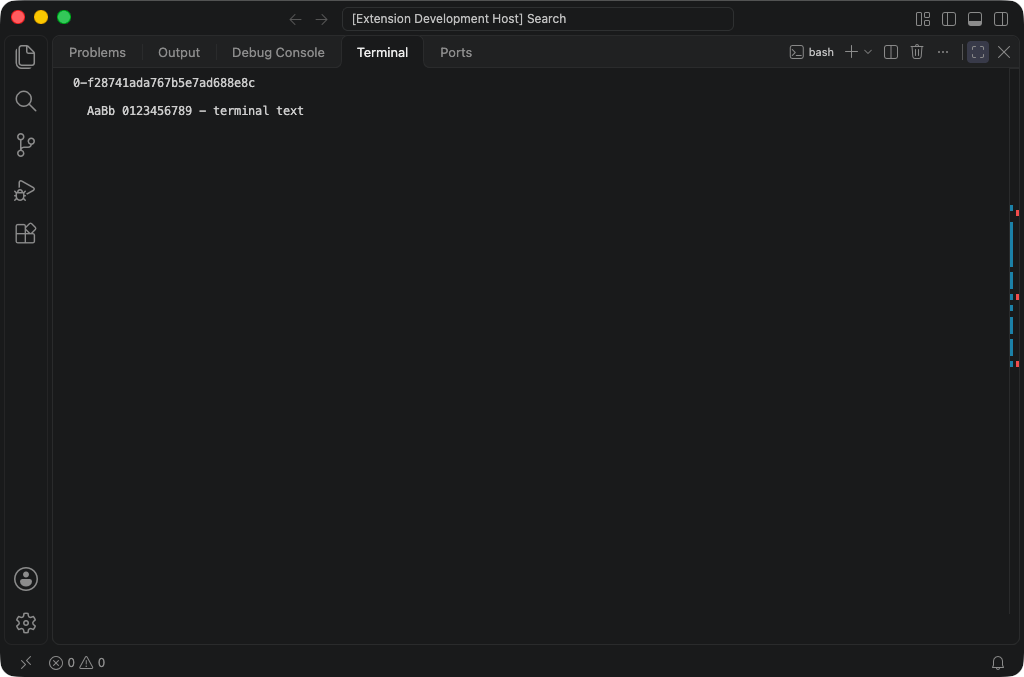 [Extension Development Host] Search
Problems Output Debug Console Terminal Ports bash
0-f28741ada767b5e7ad688e8c
AaBb 0123456789 - terminal text
0 0